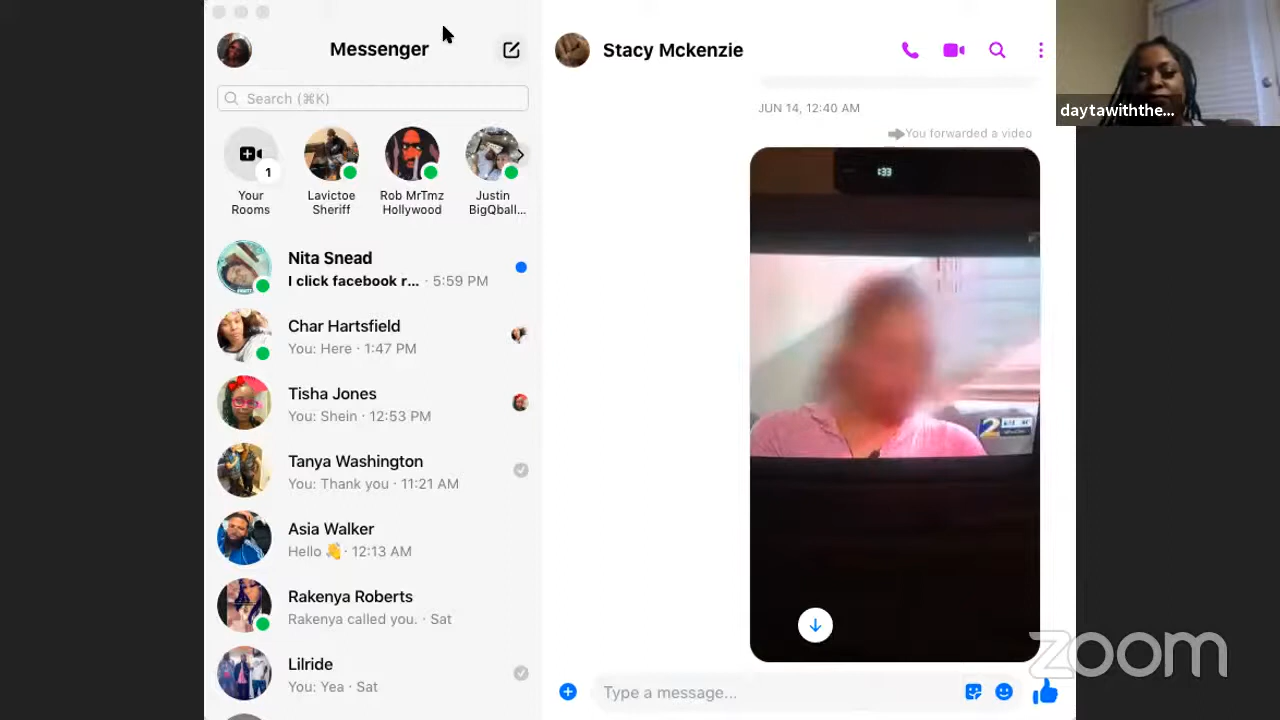 Messenger
Search (⌘K)
1
Your
Rooms
Lavictoe
Sheriff
Rob MrTmz
Hollywood
Justin
BigQball...
Nita Snead
I click facebook r... · 5:59 PM
Char Hartsfield
You: Here · 1:47 PM
Tisha Jones
You: Shein · 12:53 PM
Tanya Washington
You: Thank you · 11:21 AM
Asia Walker
Hello 👋 · 12:13 AM
Rakenya Roberts
Rakenya called you. · Sat
Lilride
You: Yea · Sat
Stacy Mckenzie
JUN 14, 12:40 AM
You forwarded a video
:33
2
Type a message...
daytawiththe...
zoom